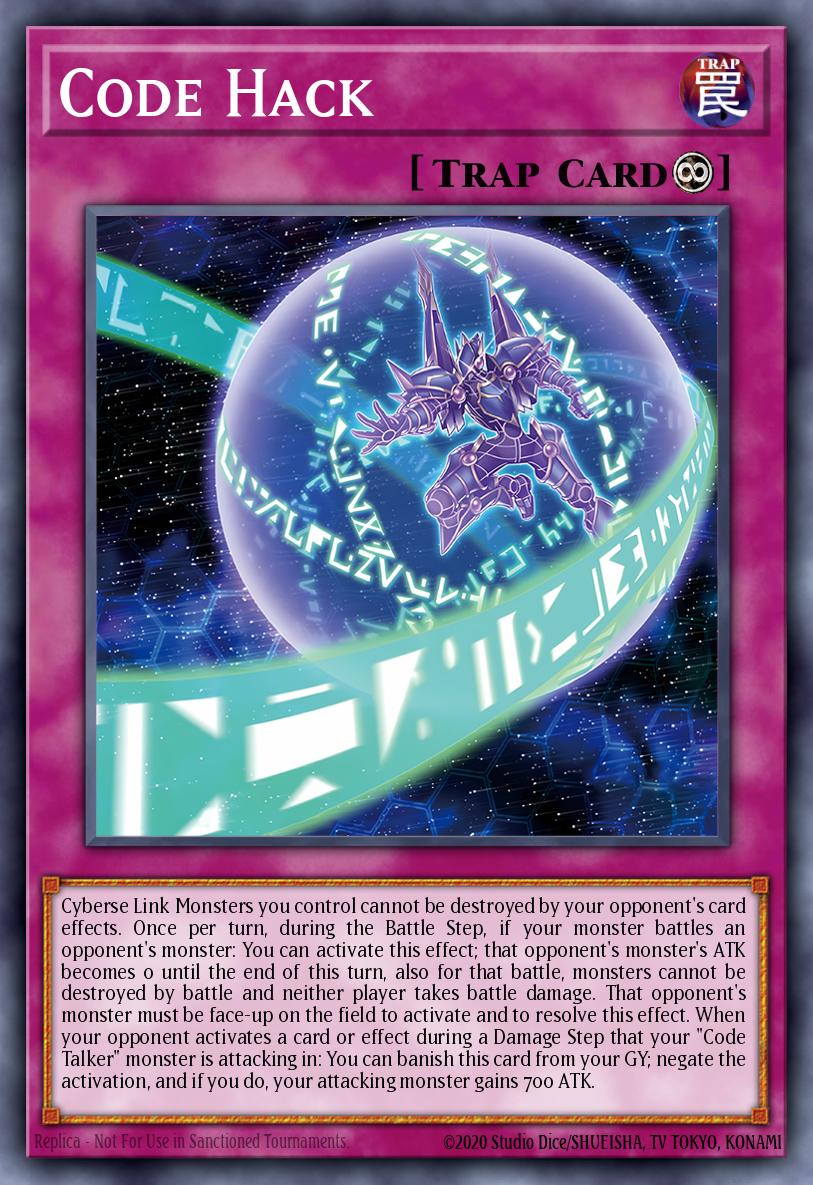 Code Hack
TRAP
罠
[Trap Card]
Cyberse Link Monsters you control cannot be destroyed by your opponent's card
effects. Once per turn, during the Battle Step, if your monster battles an
opponent's monster: You can activate this effect; that opponent's monster's ATK
becomes 0 until the end of this turn, also for that battle, monsters cannot be
destroyed by battle and neither player takes battle damage. That opponent's
monster must be face-up on the field to activate and to resolve this effect. When
your opponent activates a card or effect during a Damage Step that your "Code
Talker" monster is attacking in: You can banish this card from your GY; negate the
activation, and if you do, your attacking monster gains 700 ATK.
Replica - Not For Use in Sanctioned Tournaments.
©2020 Studio Dice/SHUEISHA, TV TOKYO, KONAMI